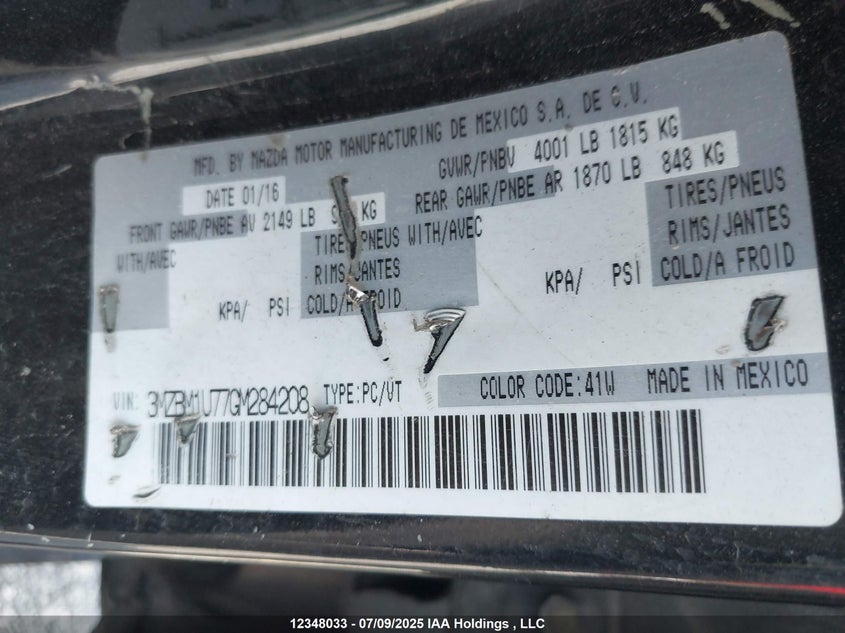 MFD. BY MAZDA MOTOR MANUFACTURING DE MEXICO S.A. DE C.V.
DATE 01/16 GVWR/PNBV 4001 LB 1815 KG
FRONT GAWR/PNBE AV 2149 LB KG REAR GAWR/PNBE AR 1870 LB 848 KG
WITH/AVEC TIRES/PNEUS WITH/AVEC TIRES/PNEUS
RIMS/JANTES RIMS/JANTES
KPA/ PSI COLD/A FROID KPA/ PSI COLD/A FROID
VIN: 3MZBM1U77GM284208 TYPE:PC/VT COLOR CODE:41W MADE IN MEXICO
12348033 - 07/09/2025 IAA Holdings , LLC